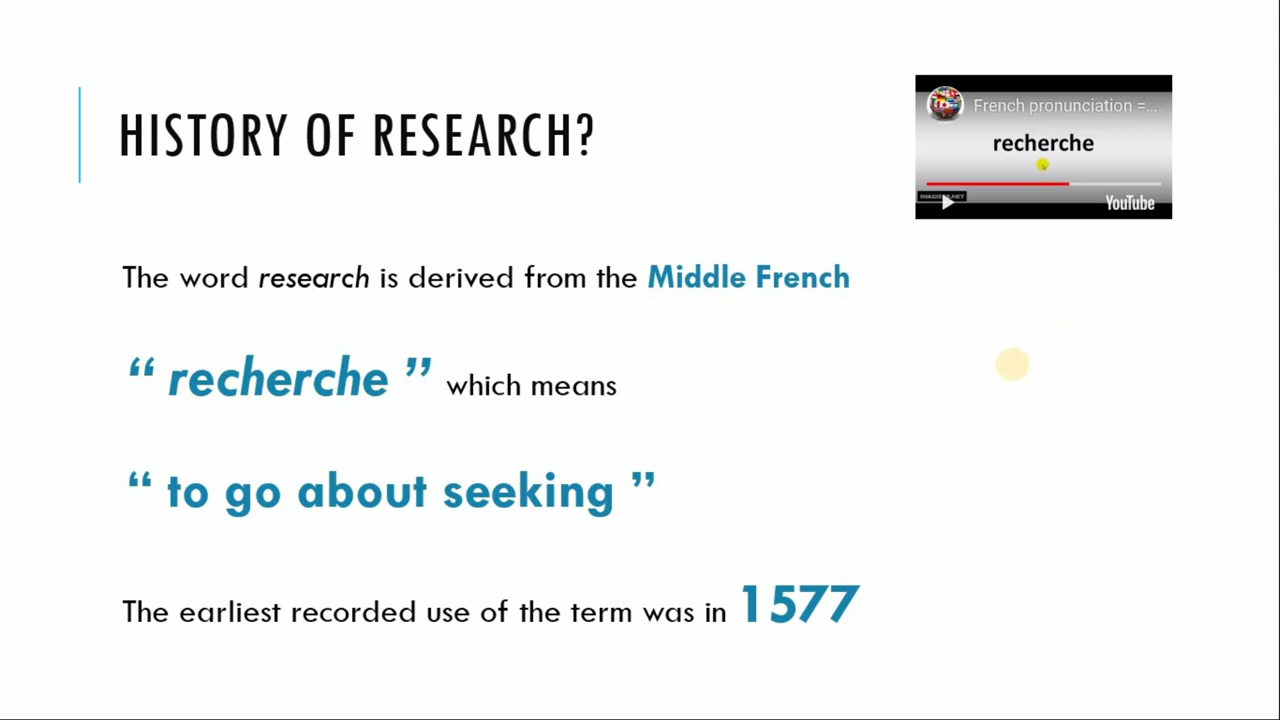 HISTORY OF RESEARCH?
French pronunciation =...
recherche
YouTube
The word research is derived from the Middle French
“ recherche ” which means
“ to go about seeking ”
The earliest recorded use of the term was in 1577